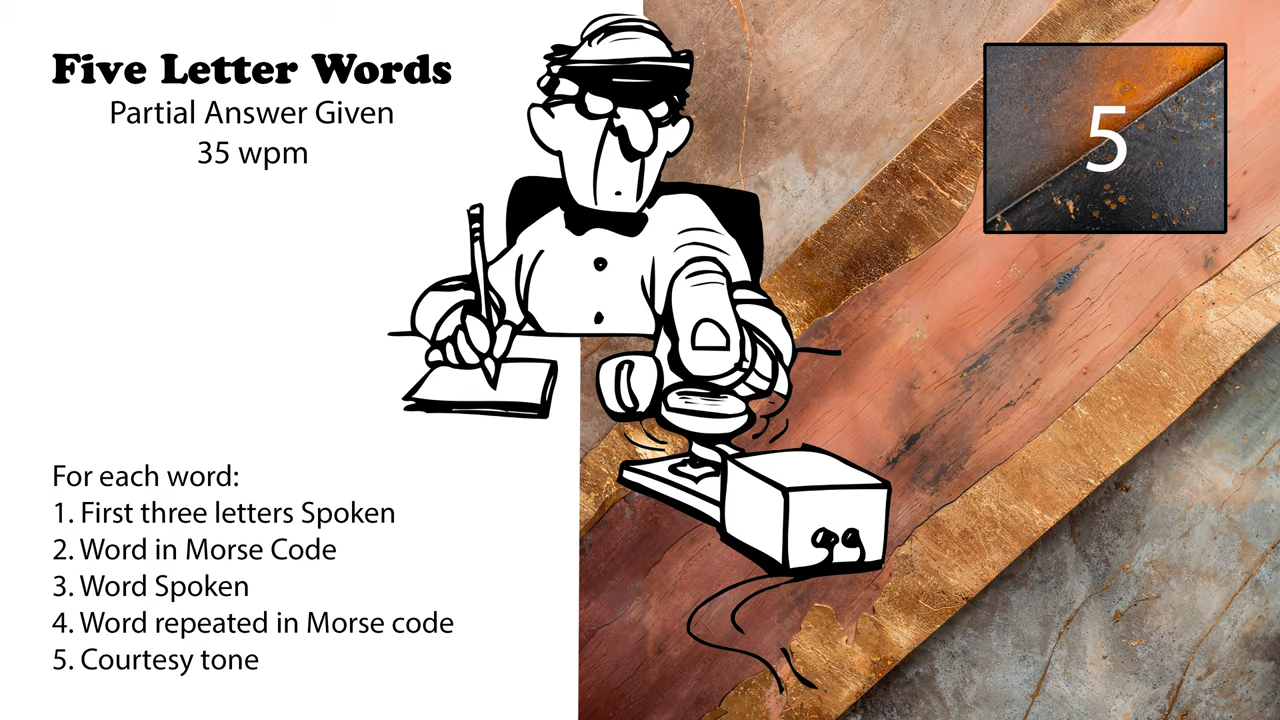 Five Letter Words
Partial Answer Given
35 wpm
5
For each word:
1. First three letters Spoken
2. Word in Morse Code
3. Word Spoken
4. Word repeated in Morse code
5. Courtesy tone